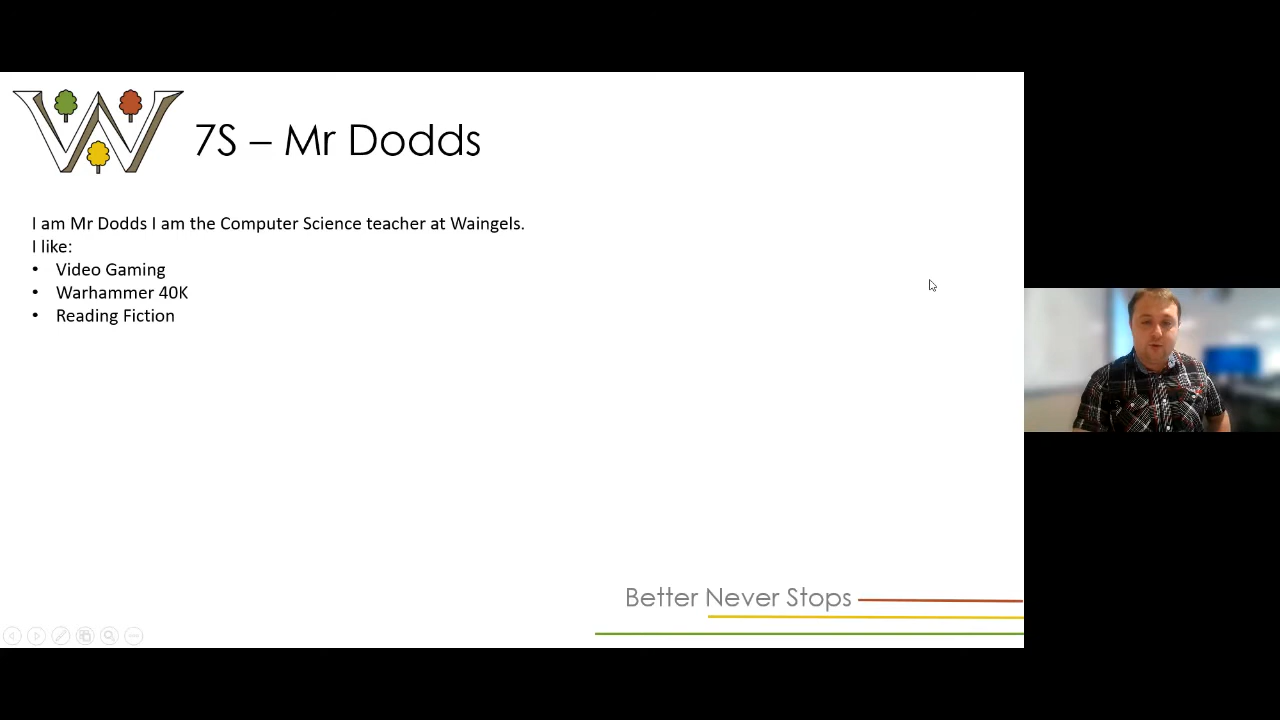 7S – Mr Dodds
I am Mr Dodds I am the Computer Science teacher at Waingels.
I like:
• Video Gaming
• Warhammer 40K
• Reading Fiction
Better Never Stops